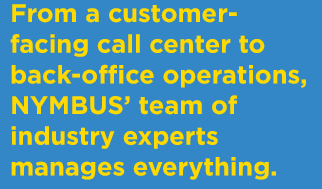 From a customer-
facing call center to
back-office operations,
NYMBUS’ team of
industry experts
manages everything.